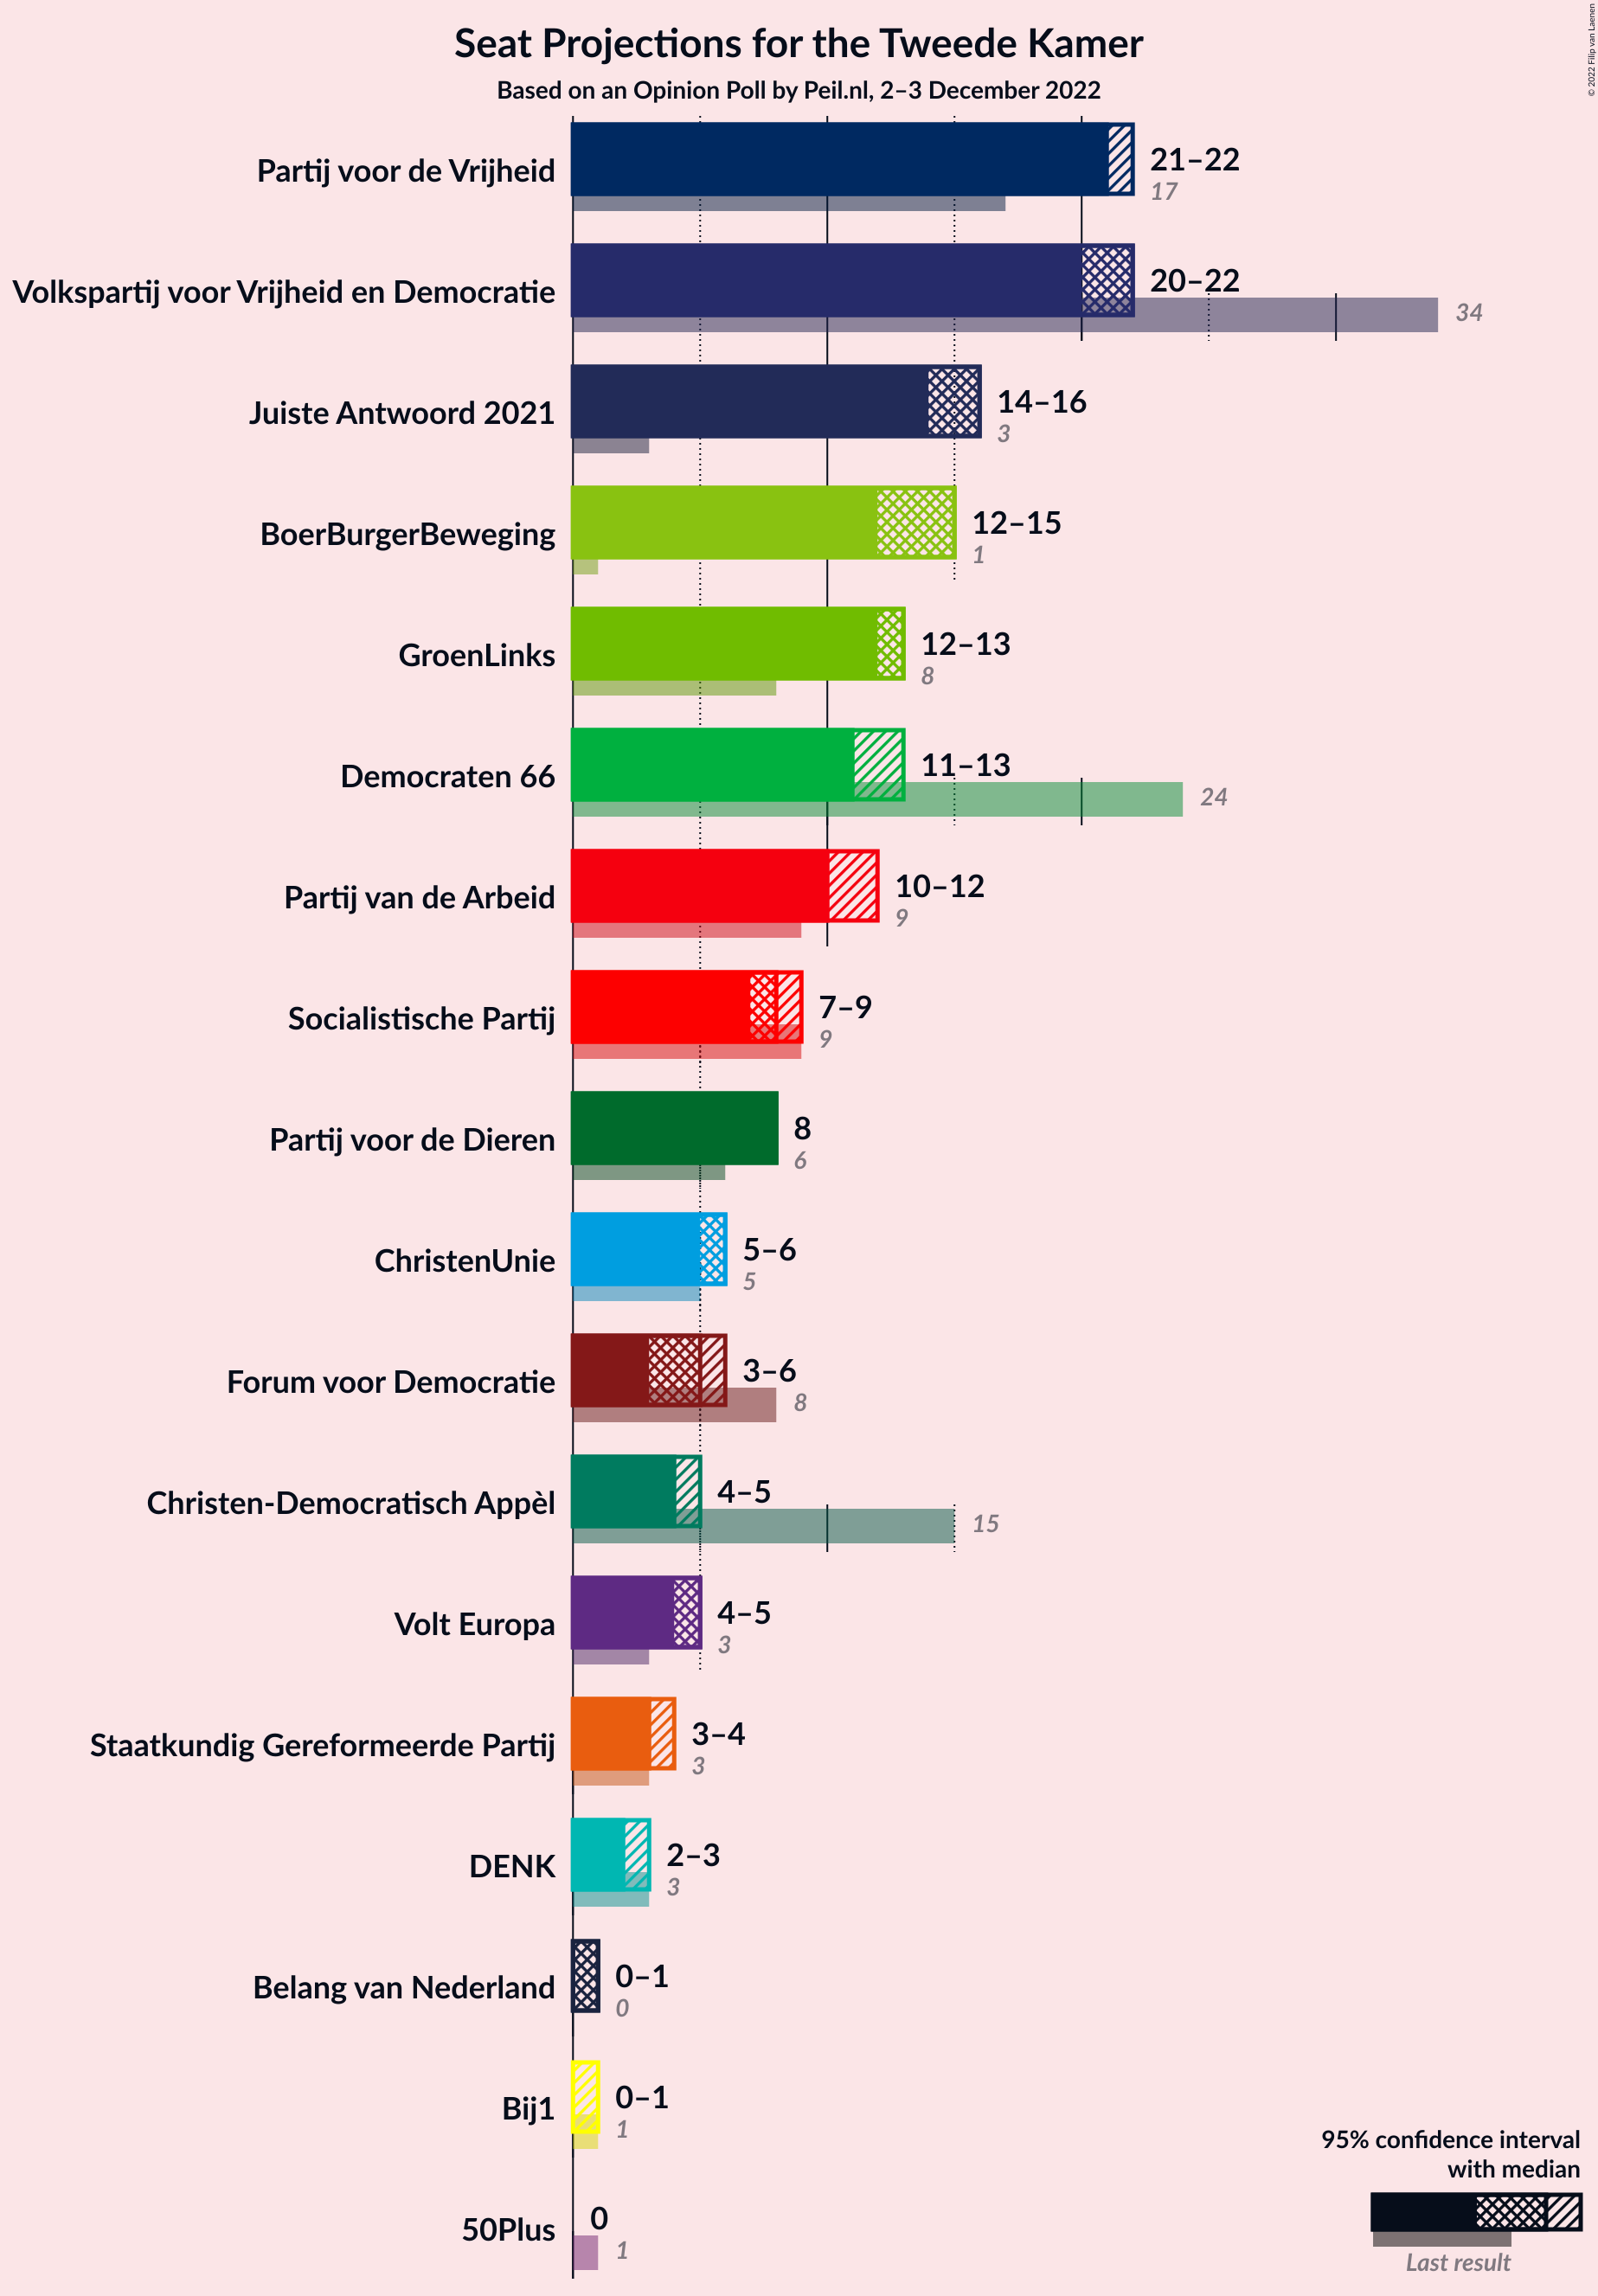 Seat Projections for the Tweede Kamer
Based on an Opinion Poll by Peil.nl, 2–3 December 2022
© 2022 Filip van Laenen
Partij voor de Vrijheid
21–22
17
Volkspartij voor Vrijheid en Democratie
20–22
34
Juiste Antwoord 2021
14–16
3
BoerBurgerBeweging
12–15
1
GroenLinks
12–13
8
Democraten 66
11–13
24
Partij van de Arbeid
10–12
9
Socialistische Partij
7–9
9
Partij voor de Dieren
8
6
ChristenUnie
5–6
5
Forum voor Democratie
3–6
8
Christen-Democratisch Appèl
4–5
15
Volt Europa
4–5
3
Staatkundig Gereformeerde Partij
3–4
3
DENK
2–3
3
Belang van Nederland
0–1
0
Bij1
0–1
1
50Plus
0
1
95% confidence interval
with median
Last result